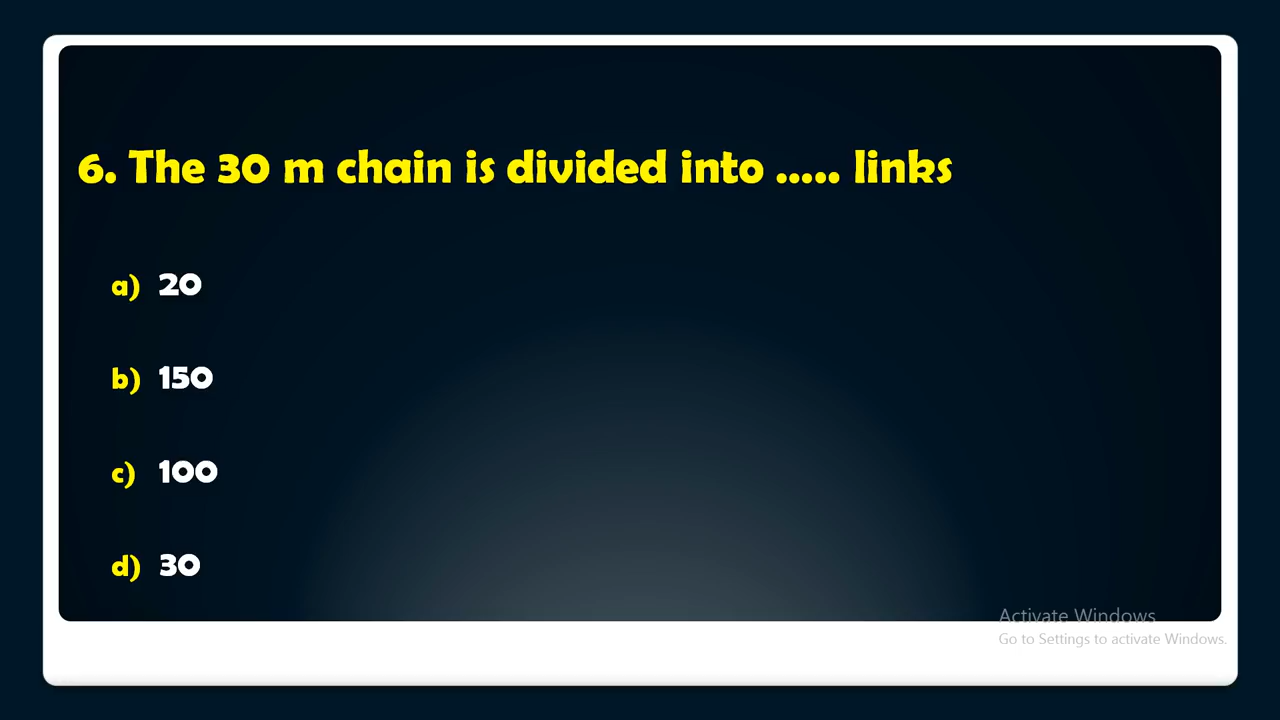 6. The 30 m chain is divided into ..... links
a) 20
b) 150
c) 100
d) 30
Activate Windows
Go to Settings to activate Windows.